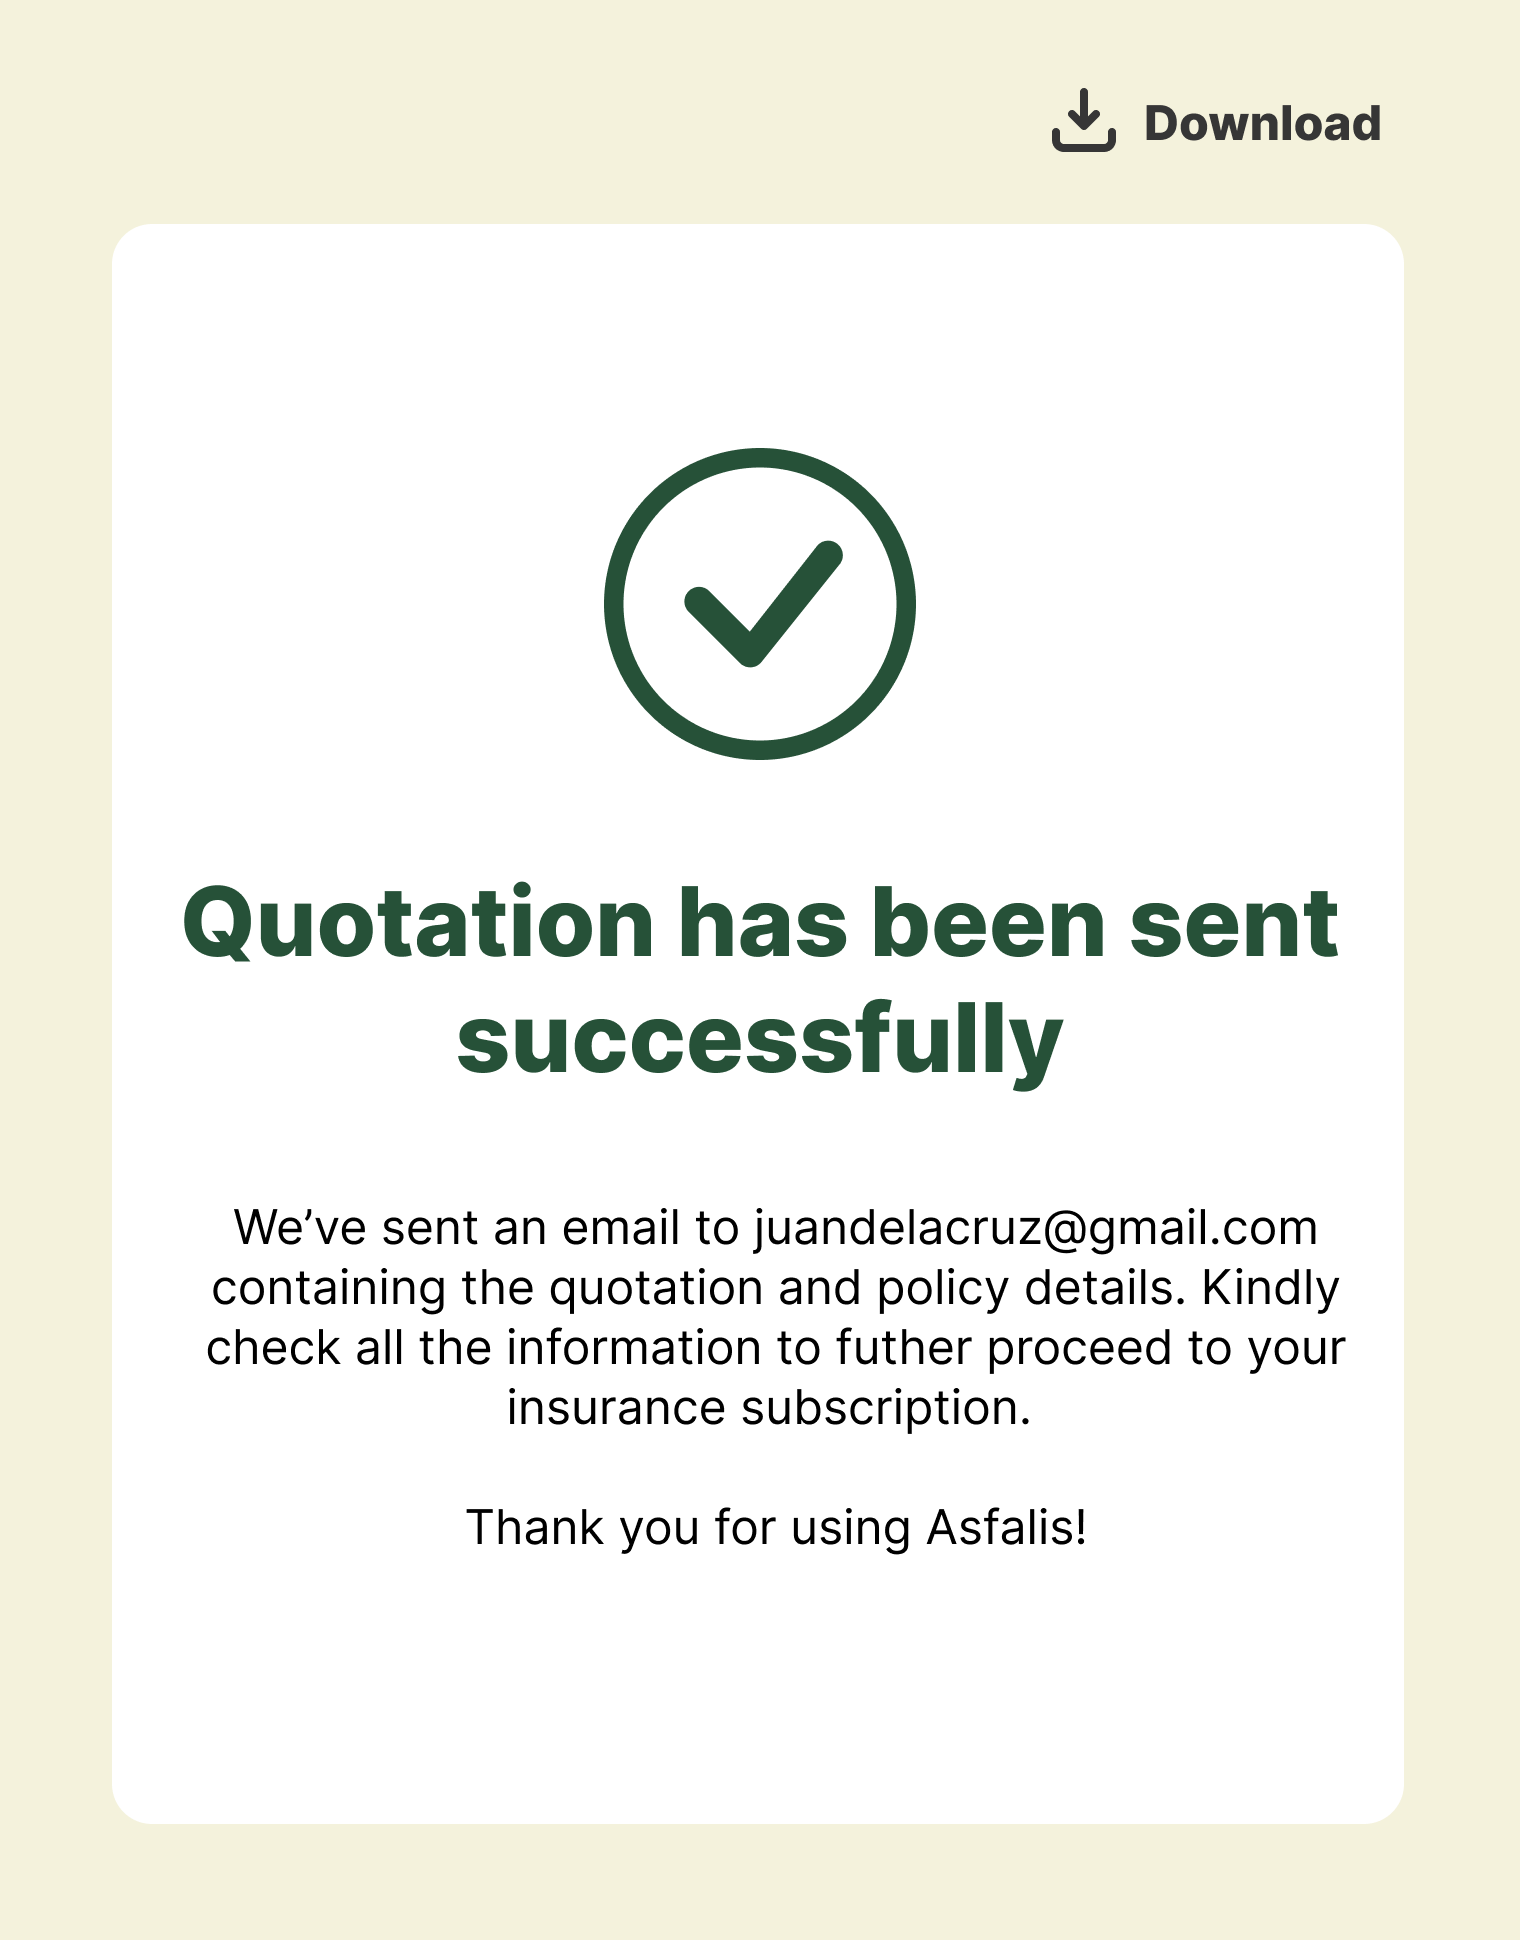 Download
Quotation has been sent
successfully
We’ve sent an email to juandelacruz@gmail.com
containing the quotation and policy details. Kindly
check all the information to futher proceed to your
insurance subscription.
Thank you for using Asfalis!